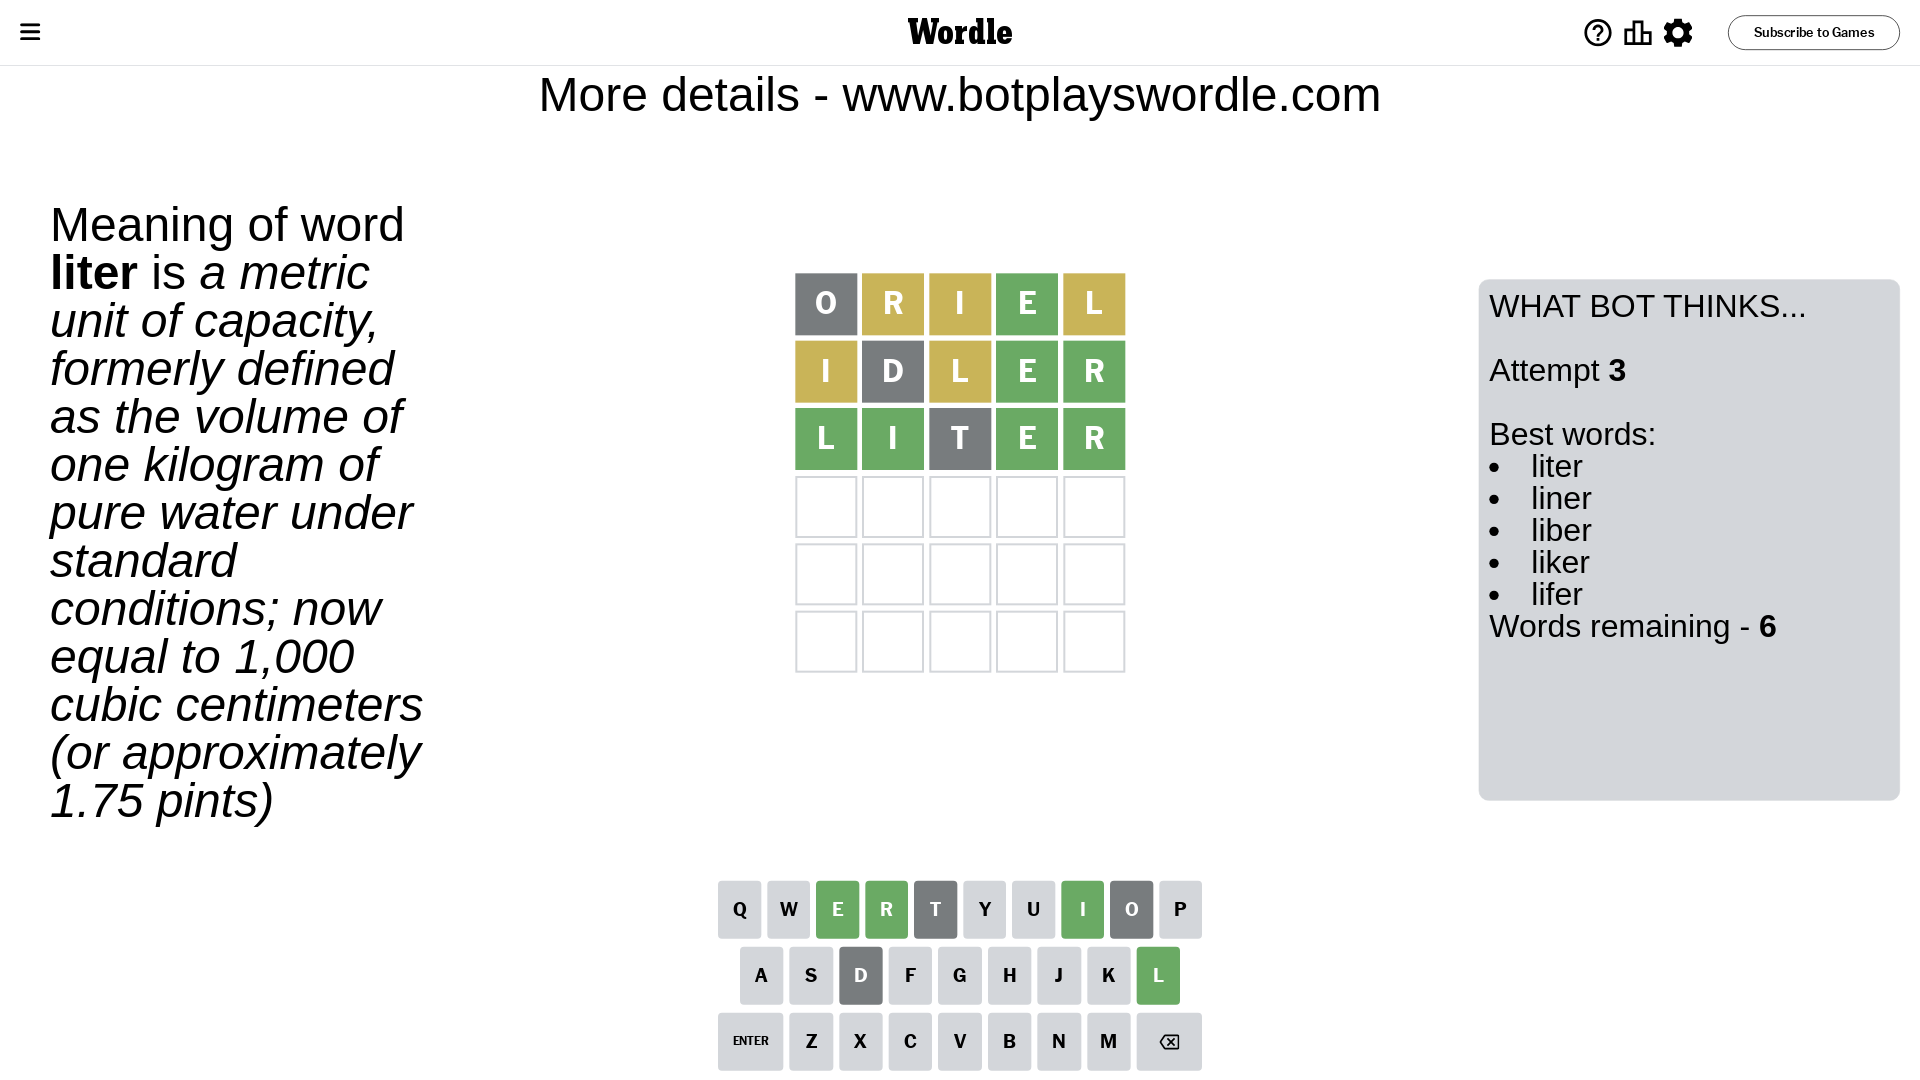 Wordle
Subscribe to Games
More details - www.botplayswordle.com
Meaning of word
liter is a metric
unit of capacity,
formerly defined
as the volume of
one kilogram of
pure water under
standard
conditions; now
equal to 1,000
cubic centimeters
(or approximately
1.75 pints)
O R I E L
I D L E R
L I T E R
WHAT BOT THINKS...
Attempt 3
Best words:
• liter
• liner
• liber
• liker
• lifer
Words remaining - 6
Q W E R T Y U I O P
A S D F G H J K L
ENTER Z X C V B N M